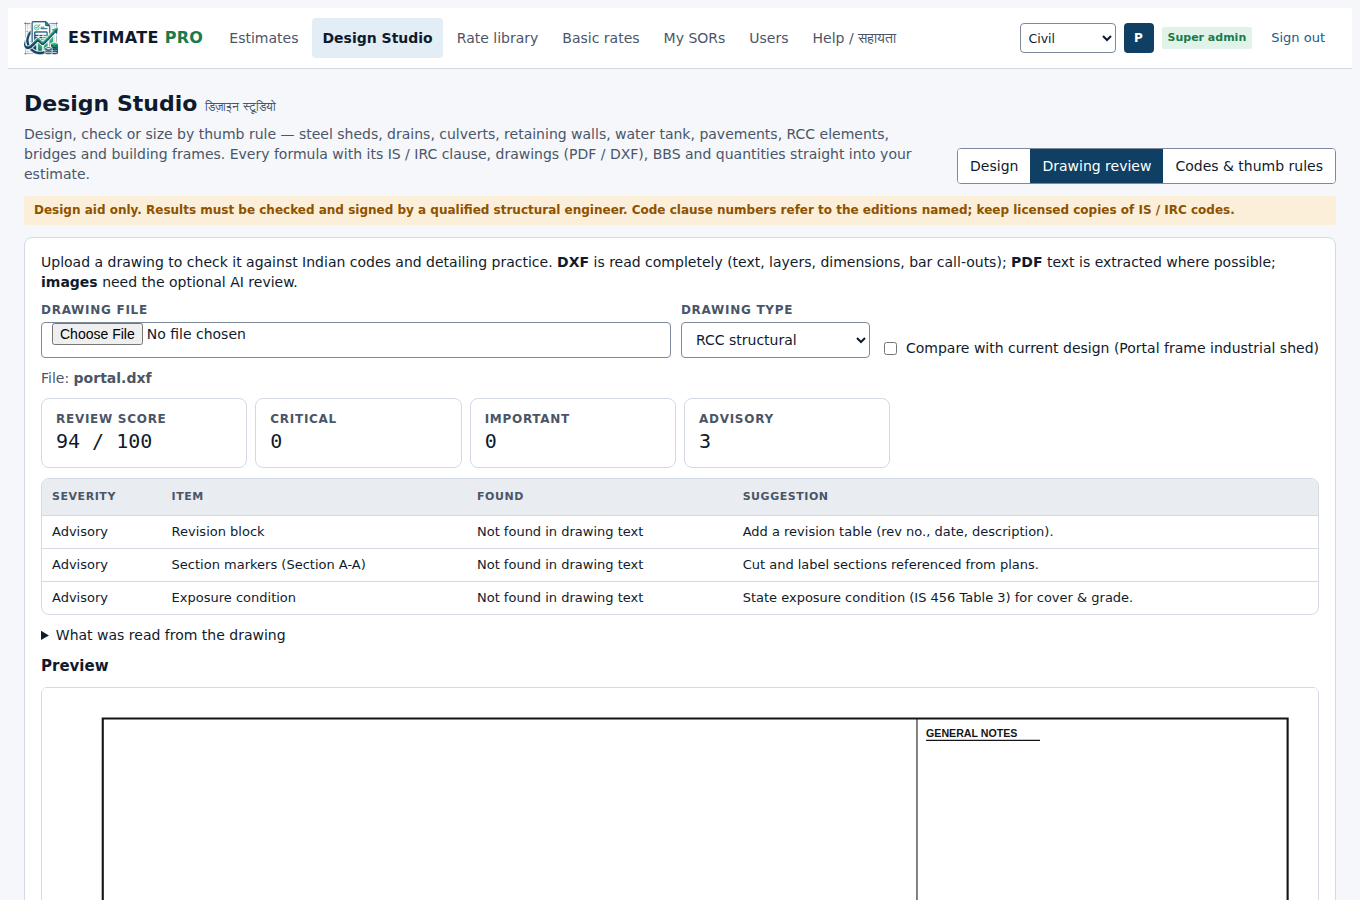 ESTIMATE PRO
Estimates
Design Studio
Rate library
Basic rates
My SORs
Users
Help / सहायता
Civil
P
Super admin
Sign out
Design Studio डिज़ाइन स्टूडियो
Design, check or size by thumb rule — steel sheds, drains, culverts, retaining walls, water tank, pavements, RCC elements,
bridges and building frames. Every formula with its IS / IRC clause, drawings (PDF / DXF), BBS and quantities straight into your
estimate.
Design
Drawing review
Codes & thumb rules
Design aid only. Results must be checked and signed by a qualified structural engineer. Code clause numbers refer to the editions named; keep licensed copies of IS / IRC codes.
Upload a drawing to check it against Indian codes and detailing practice. DXF is read completely (text, layers, dimensions, bar call-outs); PDF text is extracted where possible;
images need the optional AI review.
DRAWING FILE
DRAWING TYPE
Choose File No file chosen
RCC structural
Compare with current design (Portal frame industrial shed)
File: portal.dxf
REVIEW SCORE
94 / 100
CRITICAL
0
IMPORTANT
0
ADVISORY
3
SEVERITY ITEM FOUND SUGGESTION
Advisory Revision block Not found in drawing text Add a revision table (rev no., date, description).
Advisory Section markers (Section A-A) Not found in drawing text Cut and label sections referenced from plans.
Advisory Exposure condition Not found in drawing text State exposure condition (IS 456 Table 3) for cover & grade.
What was read from the drawing
Preview
GENERAL NOTES